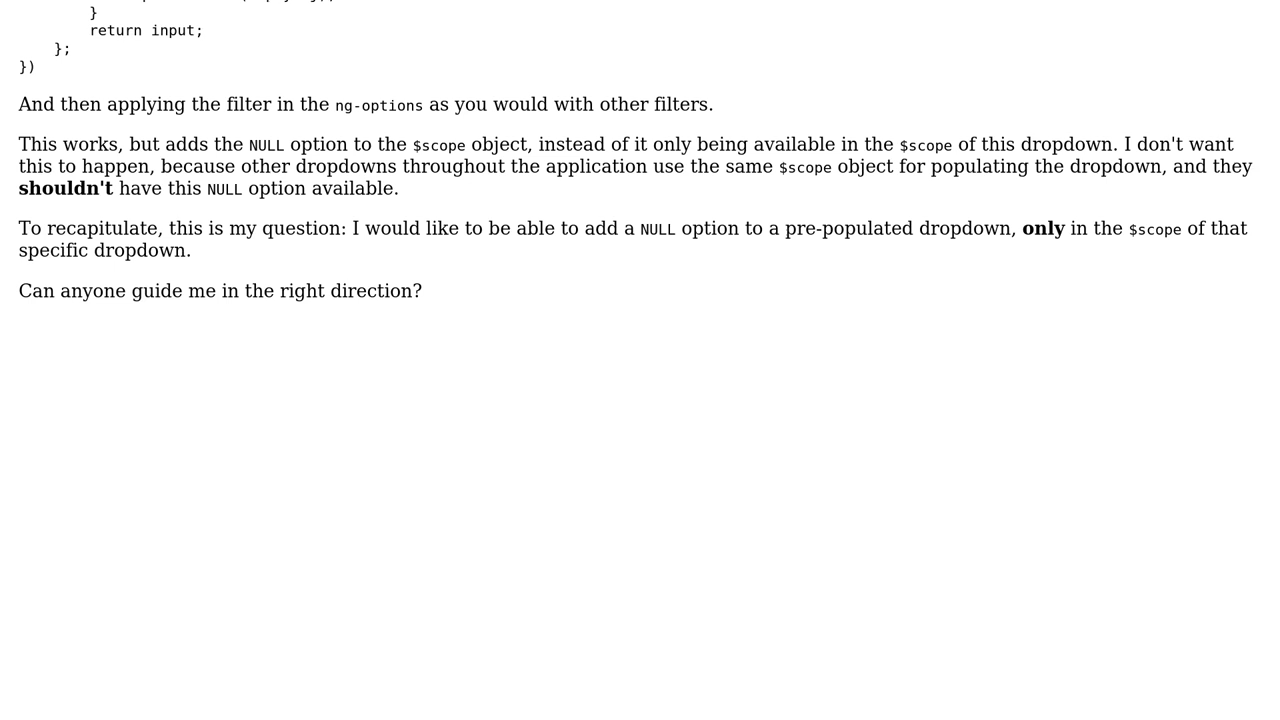 }
return input;
};
})
And then applying the filter in the ng-options as you would with other filters.
This works, but adds the NULL option to the $scope object, instead of it only being available in the $scope of this dropdown. I don't want
this to happen, because other dropdowns throughout the application use the same $scope object for populating the dropdown, and they
shouldn't have this NULL option available.
To recapitulate, this is my question: I would like to be able to add a NULL option to a pre-populated dropdown, only in the $scope of that
specific dropdown.
Can anyone guide me in the right direction?